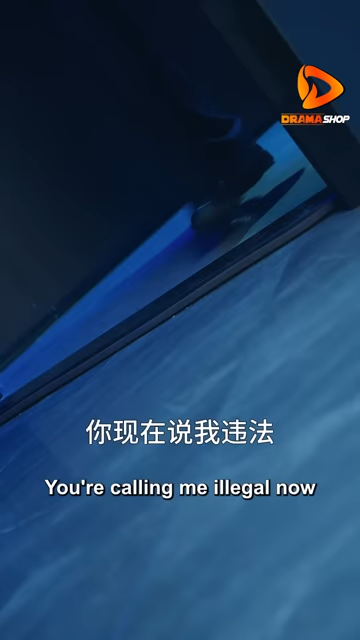 DRAMASHOP
你现在说我违法
You're calling me illegal now